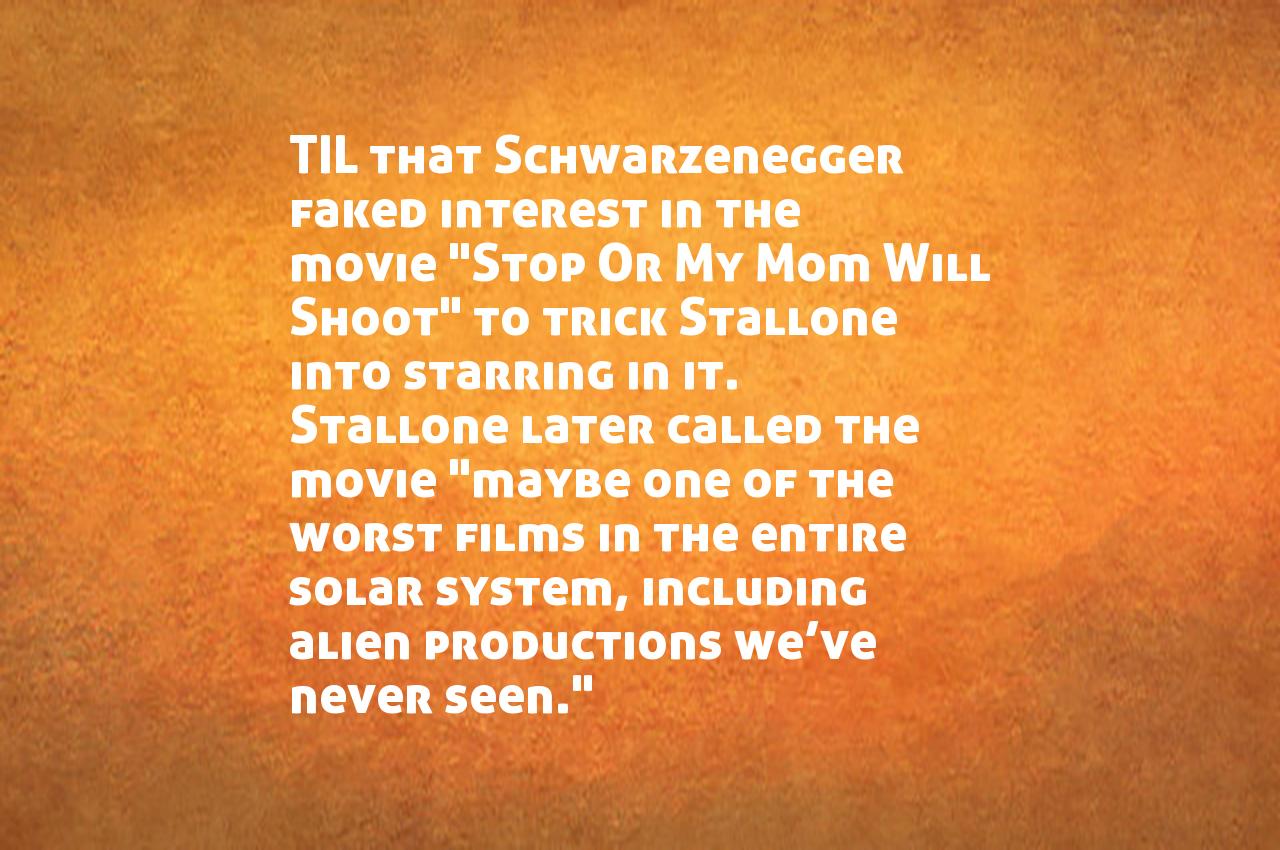 TIL that Schwarzenegger
faked interest in the
movie "Stop Or My Mom Will
Shoot" to trick Stallone
into starring in it.
Stallone later called the
movie "maybe one of the
worst films in the entire
solar system, including
alien productions we’ve
never seen."